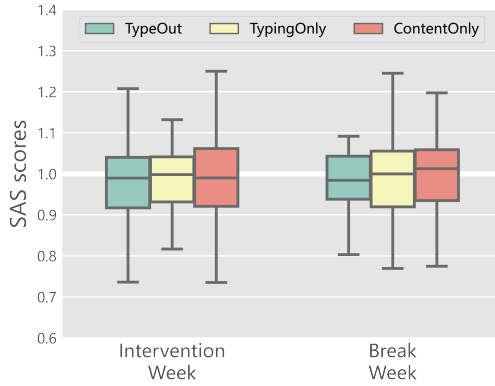 TypeOut TypingOnly ContentOnly
SAS scores
1.4
1.3
1.2
1.1
1.0
0.9
0.8
0.7
0.6
Intervention Week
Break Week